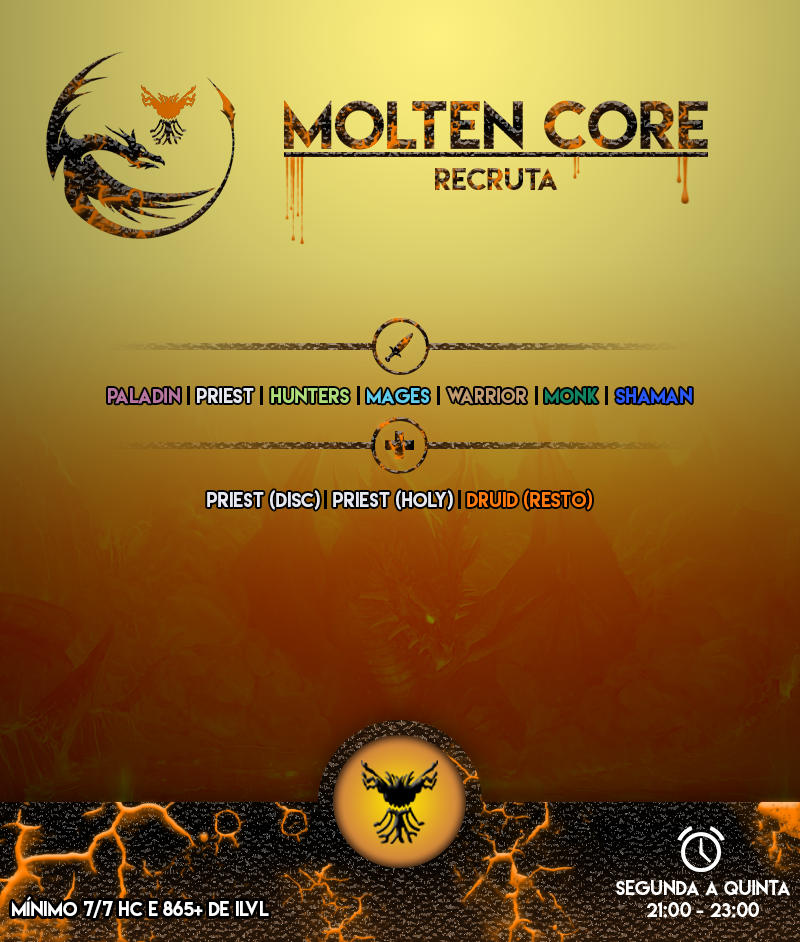 MOLTEN CORE
RECRUTA
PALADIN | PRIEST | HUNTERS | MAGES | WARRIOR | MONK | SHAMAN
PRIEST (DISC) | PRIEST (HOLY) | DRUID (RESTO)
MÍNIMO 7/7 HC E 865+ DE ILVL
SEGUNDA A QUINTA
21:00 - 23:00